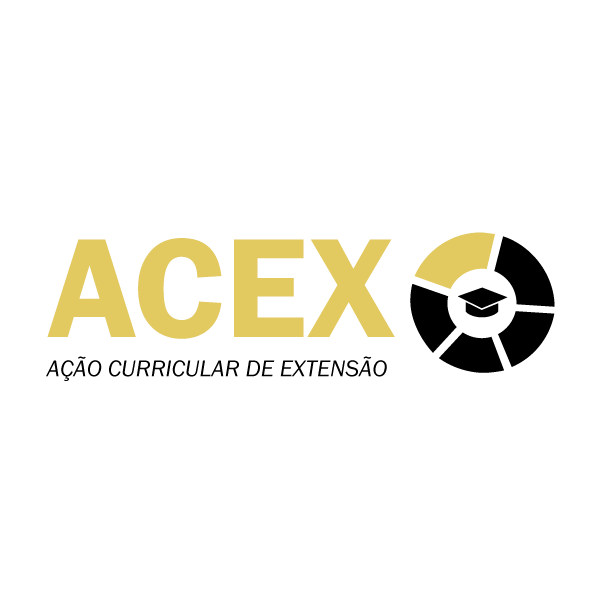 ACEX
AÇÃO CURRICULAR DE EXTENSÃO